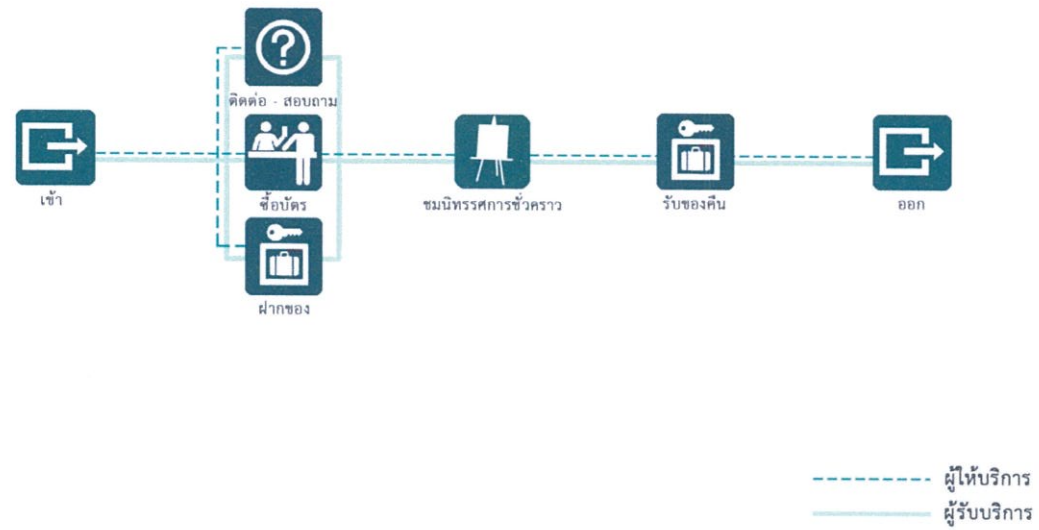 ติดต่อ - สอบถาม
เข้า
ซื้อบัตร
ชมนิทรรศการชั่วคราว
รับของคืน
ออก
ฝากของ
ผู้ให้บริการ
ผู้รับบริการ